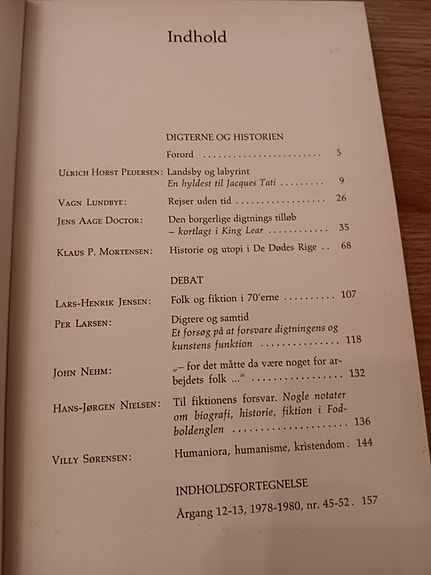 Indhold
DIGTERNE OG HISTORIEN
Forord ........................ 5
ULRICH HORST PEDERSEN: Landsby og labyrint
En hyldest til Jacques Tati ......... 9
VAGN LUNDBYE: Rejser uden tid .................. 26
JENS AAGE DOCTOR: Den borgerlige digtnings tilløb
– kortlagt i King Lear ............ 35
KLAUS P. MORTENSEN: Historie og utopi i De Dødes Rige .. 68
DEBAT
LARS-HENRIK JENSEN: Folk og fiktion i 70'erne .......... 107
PER LARSEN: Digtere og samtid
Et forsøg på at forsvare digtningens og
kunstens funktion ............... 118
JOHN NEHM: „– for det måtte da være noget for ar-
bejdets folk ...“ ................. 132
HANS-JØRGEN NIELSEN: Til fiktionens forsvar. Nogle notater
om biografi, historie, fiktion i Fod-
boldenglen ..................... 136
VILLY SØRENSEN: Humaniora, humanisme, kristendom. 144
INDHOLDSFORTEGNELSE
Årgang 12-13, 1978-1980, nr. 45-52. 157